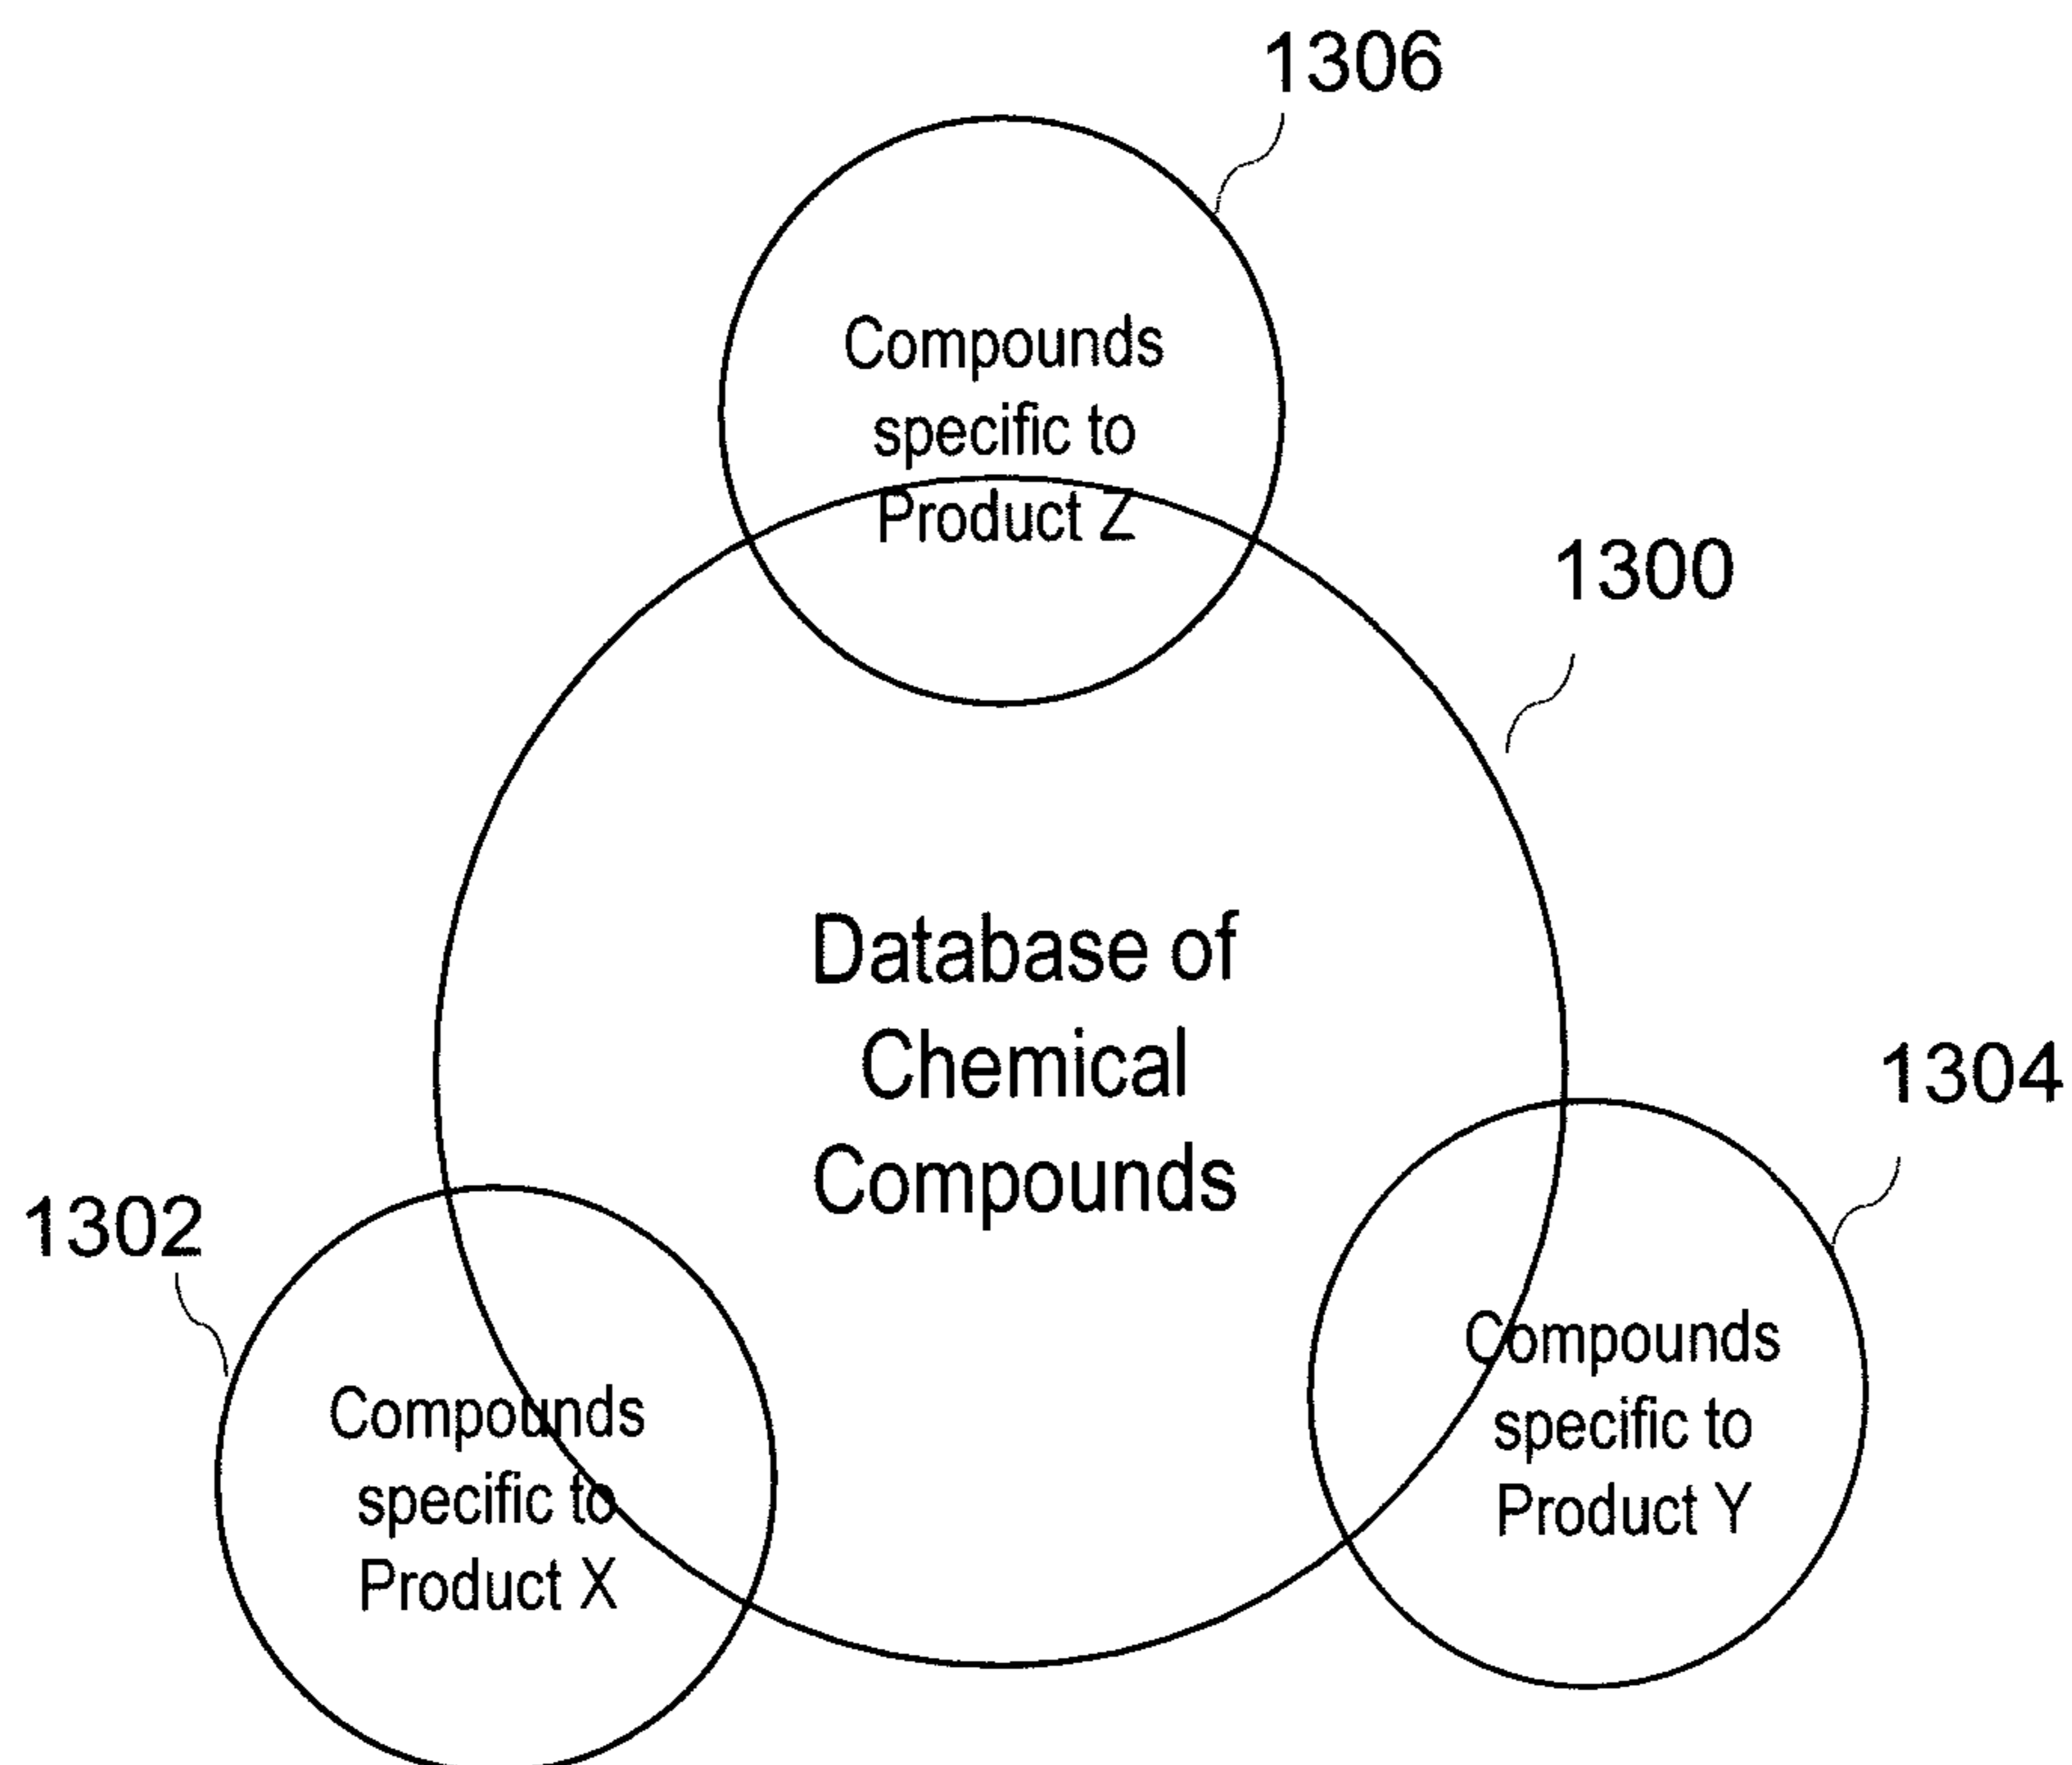 1306
Compounds
specific to
Product Z
1300
Database of
Chemical
Compounds
1304
1302
Compounds
specific to
Product Y
Compounds
specific to
Product X